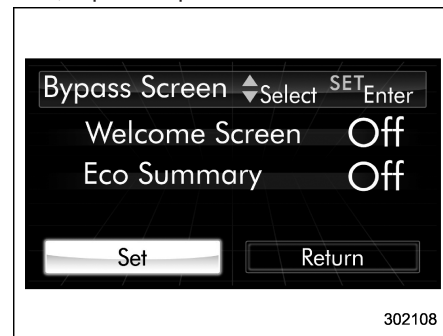 Bypass Screen Select SET Enter
Welcome Screen Off
Eco Summary Off
Set Return
302108